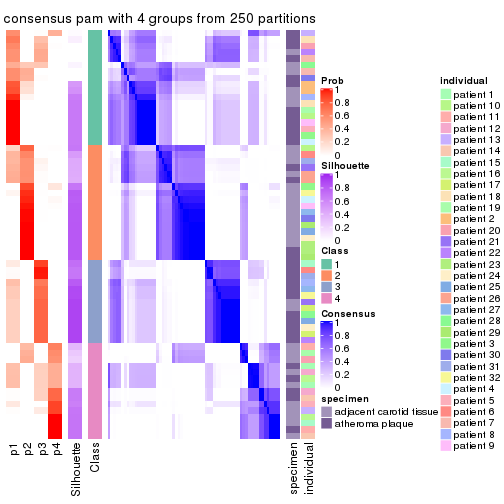 consensus pam with 4 groups from 250 partitions
p1
p2
p3
p4
Silhouette
Class
specimen
individual
Prob
1
0.8
0.6
0.4
0.2
0
Silhouette
1
0.8
0.6
0.4
0.2
0
Class
1
2
3
4
Consensus
1
0.8
0.6
0.4
0.2
0
specimen
adjacent carotid tissue
atheroma plaque
individual
patient 1
patient 10
patient 11
patient 12
patient 13
patient 14
patient 15
patient 16
patient 17
patient 18
patient 19
patient 2
patient 20
patient 21
patient 22
patient 23
patient 24
patient 25
patient 26
patient 27
patient 28
patient 29
patient 3
patient 30
patient 31
patient 32
patient 4
patient 5
patient 6
patient 7
patient 8
patient 9